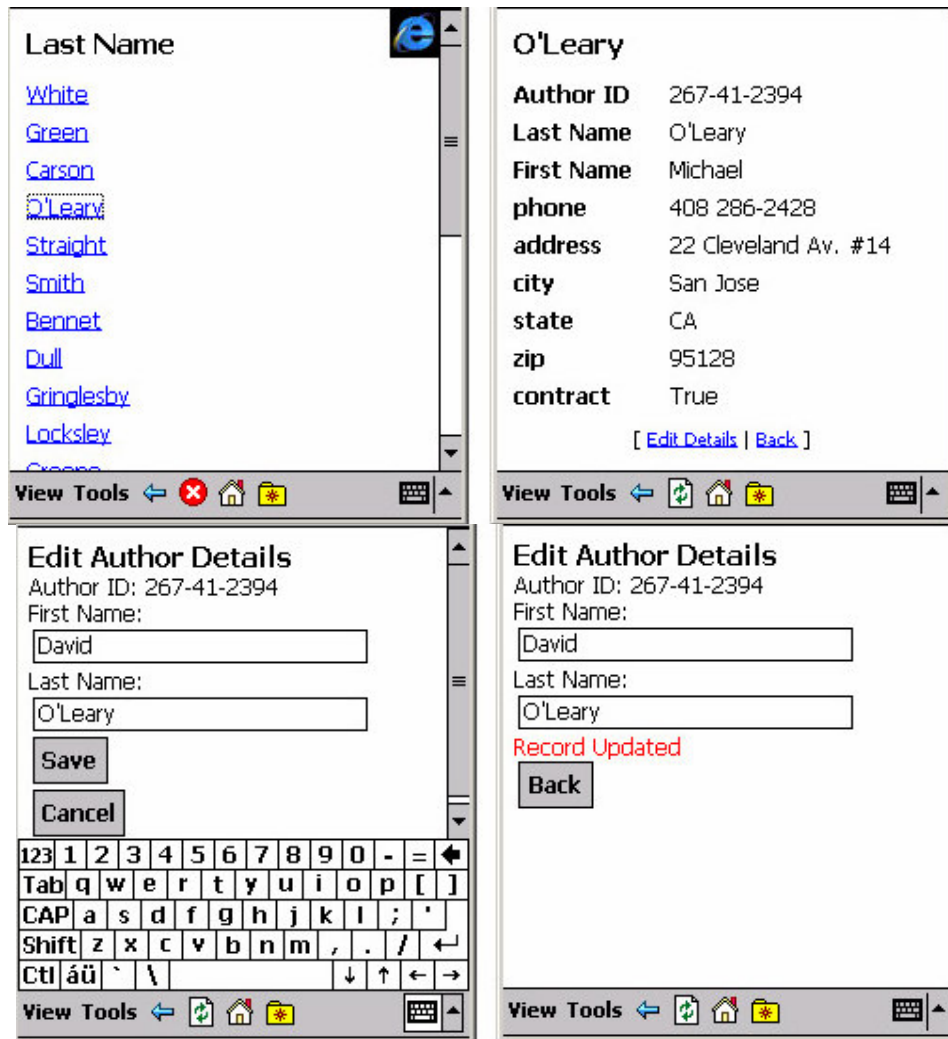 Last Name
White
Green
Carson
O'Leary
Straight
Smith
Bennet
Dull
Gringlesby
Locksley
Greene
View Tools
O'Leary
Author ID 267-41-2394
Last Name O'Leary
First Name Michael
phone 408 286-2428
address 22 Cleveland Av. #14
city San Jose
state CA
zip 95128
contract True
[ Edit Details | Back ]
View Tools
Edit Author Details
Author ID: 267-41-2394
First Name:
David
Last Name:
O'Leary
Save
Cancel
123 1 2 3 4 5 6 7 8 9 0 - =
Tab q w e r t y u i o p [ ]
CAP a s d f g h j k l ; '
Shift z x c v b n m , . /
Ctl áü ` \
View Tools
Edit Author Details
Author ID: 267-41-2394
First Name:
David
Last Name:
O'Leary
Record Updated
Back
View Tools